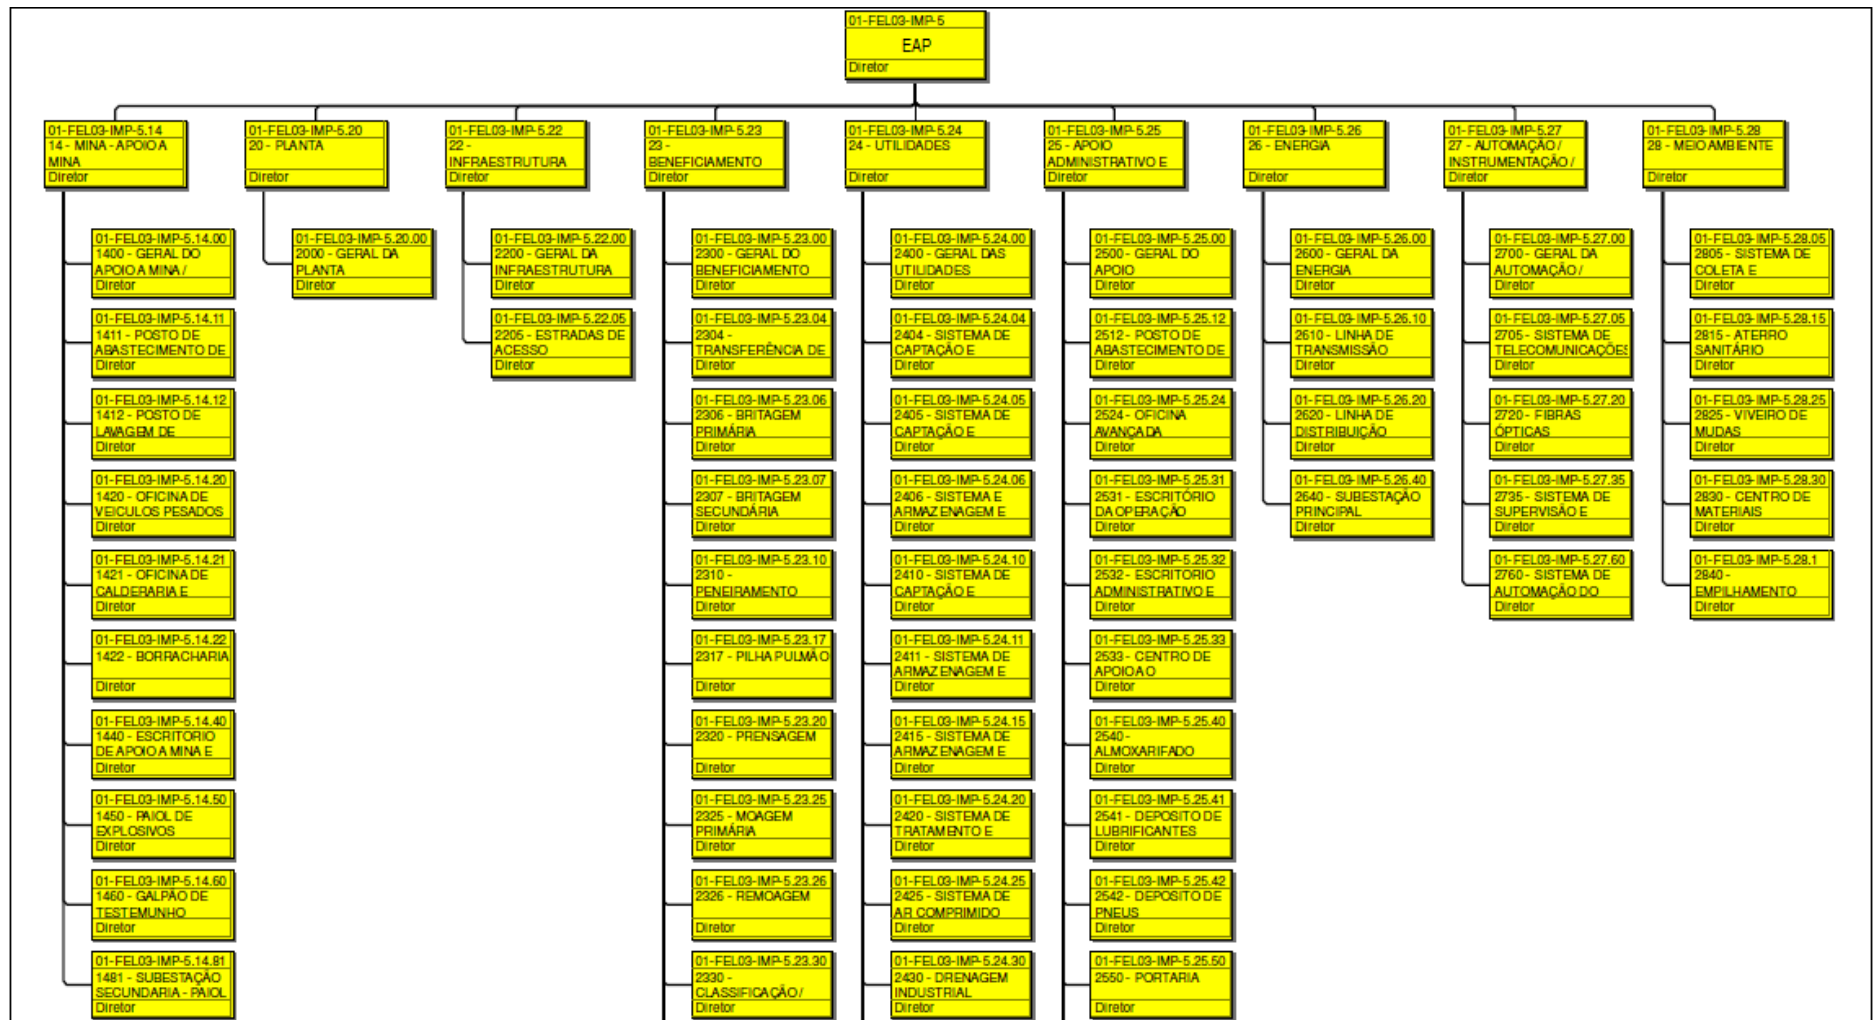 01-FEL03-IMP-5
EAP
Diretor
01-FEL03-IMP-5.14
14 - MINA - APOIO A
MINA
Diretor
01-FEL03-IMP-5.20
20 - PLANTA
Diretor
01-FEL03-IMP-5.22
22 -
INFRAESTRUTURA
Diretor
01-FEL03-IMP-5.23
23 -
BENEFICIAMENTO
Diretor
01-FEL03-IMP-5.24
24 - UTILIDADES
Diretor
01-FEL03-IMP-5.25
25 - APOIO
ADMINISTRATIVO E
Diretor
01-FEL03-IMP-5.26
26 - ENERGIA
Diretor
01-FEL03-IMP-5.27
27 - AUTOMAÇÃO /
INSTRUMENTAÇÃO /
Diretor
01-FEL03-IMP-5.28
28 - MEIO AMBIENTE
Diretor
01-FEL03-IMP-5.14.00
1400 - GERAL DO
APOIO A MINA /
Diretor
01-FEL03-IMP-5.14.11
1411 - POSTO DE
ABASTECIMENTO DE
Diretor
01-FEL03-IMP-5.14.12
1412 - POSTO DE
LAVAGEM DE
Diretor
01-FEL03-IMP-5.14.20
1420 - OFICINA DE
VEICULOS PESADOS
Diretor
01-FEL03-IMP-5.14.21
1421 - OFICINA DE
CALDERARIA E
Diretor
01-FEL03-IMP-5.14.22
1422 - BORRACHARIA
Diretor
01-FEL03-IMP-5.14.40
1440 - ESCRITORIO
DE APOIO A MINA E
Diretor
01-FEL03-IMP-5.14.50
1450 - PAIOL DE
EXPLOSIVOS
Diretor
01-FEL03-IMP-5.14.60
1460 - GALPÃO DE
TESTEMUNHO
Diretor
01-FEL03-IMP-5.14.81
1481 - SUBESTAÇÃO
SECUNDARIA - PAIOL
Diretor
01-FEL03-IMP-5.20.00
2000 - GERAL DA
PLANTA
Diretor
01-FEL03-IMP-5.22.00
2200 - GERAL DA
INFRAESTRUTURA
Diretor
01-FEL03-IMP-5.22.05
2205 - ESTRADAS DE
ACESSO
Diretor
01-FEL03-IMP-5.23.00
2300 - GERAL DO
BENEFICIAMENTO
Diretor
01-FEL03-IMP-5.23.04
2304 -
TRANSFERÊNCIA DE
Diretor
01-FEL03-IMP-5.23.06
2306 - BRITAGEM
PRIMÁRIA
Diretor
01-FEL03-IMP-5.23.07
2307 - BRITAGEM
SECUNDÁRIA
Diretor
01-FEL03-IMP-5.23.10
2310 -
PENEIRAMENTO
Diretor
01-FEL03-IMP-5.23.17
2317 - PILHA PULMÃO
Diretor
01-FEL03-IMP-5.23.20
2320 - PRENSAGEM
Diretor
01-FEL03-IMP-5.23.25
2325 - MOAGEM
PRIMÁRIA
Diretor
01-FEL03-IMP-5.23.26
2326 - REMOAGEM
Diretor
01-FEL03-IMP-5.23.30
2330 -
CLASSIFICAÇÃO /
Diretor
01-FEL03-IMP-5.24.00
2400 - GERAL DAS
UTILIDADES
Diretor
01-FEL03-IMP-5.24.04
2404 - SISTEMA DE
CAPTAÇÃO E
Diretor
01-FEL03-IMP-5.24.05
2405 - SISTEMA DE
CAPTAÇÃO E
Diretor
01-FEL03-IMP-5.24.06
2406 - SISTEMA E
ARMAZENAGEM E
Diretor
01-FEL03-IMP-5.24.10
2410 - SISTEMA DE
CAPTAÇÃO E
Diretor
01-FEL03-IMP-5.24.11
2411 - SISTEMA DE
ARMAZENAGEM E
Diretor
01-FEL03-IMP-5.24.15
2415 - SISTEMA DE
ARMAZENAGEM E
Diretor
01-FEL03-IMP-5.24.20
2420 - SISTEMA DE
TRATAMENTO E
Diretor
01-FEL03-IMP-5.24.25
2425 - SISTEMA DE
AR COMPRIMIDO
Diretor
01-FEL03-IMP-5.24.30
2430 - DRENAGEM
INDUSTRIAL
Diretor
01-FEL03-IMP-5.25.00
2500 - GERAL DO
APOIO
Diretor
01-FEL03-IMP-5.25.12
2512 - POSTO DE
ABASTECIMENTO DE
Diretor
01-FEL03-IMP-5.25.24
2524 - OFICINA
AVANÇADA
Diretor
01-FEL03-IMP-5.25.31
2531 - ESCRITÓRIO
DA OPERAÇÃO
Diretor
01-FEL03-IMP-5.25.32
2532 - ESCRITORIO
ADMINISTRATIVO E
Diretor
01-FEL03-IMP-5.25.33
2533 - CENTRO DE
APOIO AO
Diretor
01-FEL03-IMP-5.25.40
2540 -
ALMOXARIFADO
Diretor
01-FEL03-IMP-5.25.41
2541 - DEPOSITO DE
LUBRIFICANTES
Diretor
01-FEL03-IMP-5.25.42
2542 - DEPOSITO DE
PNEUS
Diretor
01-FEL03-IMP-5.25.50
2550 - PORTARIA
Diretor
01-FEL03-IMP-5.26.00
2600 - GERAL DA
ENERGIA
Diretor
01-FEL03-IMP-5.26.10
2610 - LINHA DE
TRANSMISSÃO
Diretor
01-FEL03-IMP-5.26.20
2620 - LINHA DE
DISTRIBUIÇÃO
Diretor
01-FEL03-IMP-5.26.40
2640 - SUBESTAÇÃO
PRINCIPAL
Diretor
01-FEL03-IMP-5.27.00
2700 - GERAL DA
AUTOMAÇÃO /
Diretor
01-FEL03-IMP-5.27.05
2705 - SISTEMA DE
TELECOMUNICAÇÕES
Diretor
01-FEL03-IMP-5.27.20
2720 - FIBRAS
ÓPTICAS
Diretor
01-FEL03-IMP-5.27.35
2735 - SISTEMA DE
SUPERVISÃO E
Diretor
01-FEL03-IMP-5.27.60
2760 - SISTEMA DE
AUTOMAÇÃO DO
Diretor
01-FEL03-IMP-5.28.05
2805 - SISTEMA DE
COLETA E
Diretor
01-FEL03-IMP-5.28.15
2815 - ATERRO
SANITÁRIO
Diretor
01-FEL03-IMP-5.28.25
2825 - VIVEIRO DE
MUDAS
Diretor
01-FEL03-IMP-5.28.30
2830 - CENTRO DE
MATERIAIS
Diretor
01-FEL03-IMP-5.28.1
2840 -
EMPILHAMENTO
Diretor